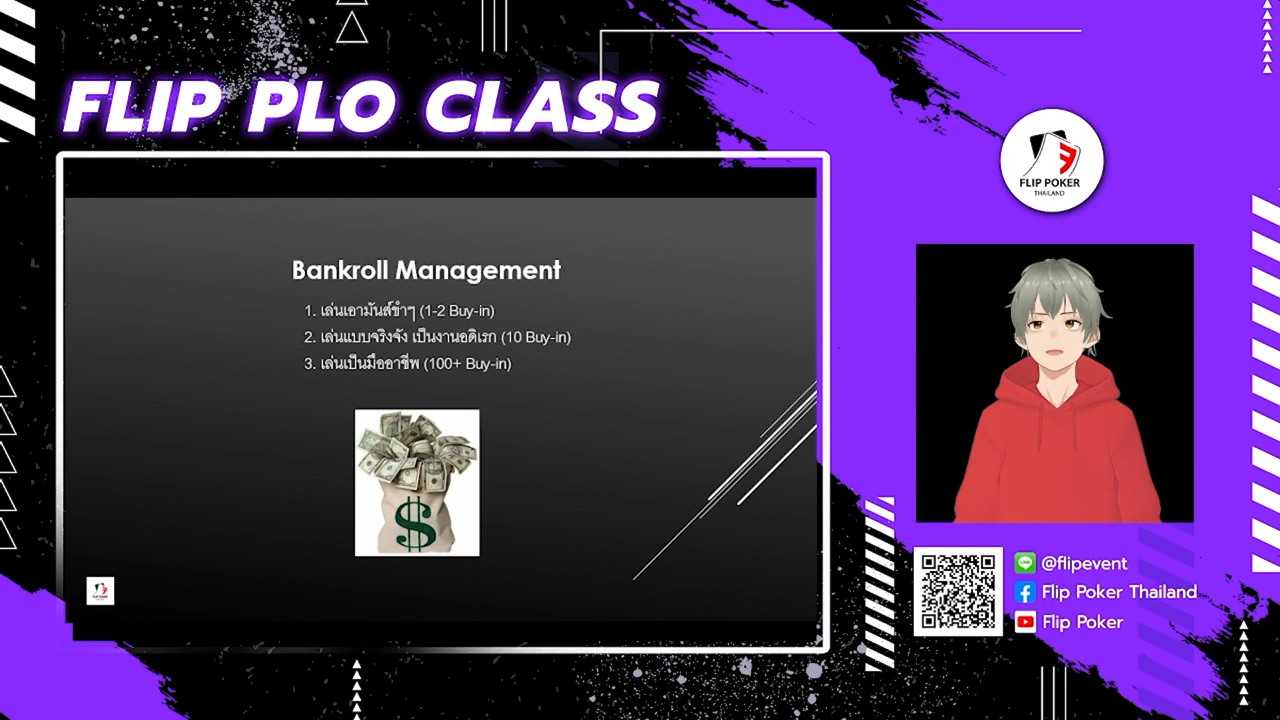 FLIP PLO CLASS
FLIP POKER
THAILAND
Bankroll Management
1. เล่นเอามันส์ขำๆ (1-2 Buy-in)
2. เล่นแบบจริงจัง เป็นงานอดิเรก (10 Buy-in)
3. เล่นเป็นมืออาชีพ (100+ Buy-in)
$
@flipevent
Flip Poker Thailand
Flip Poker